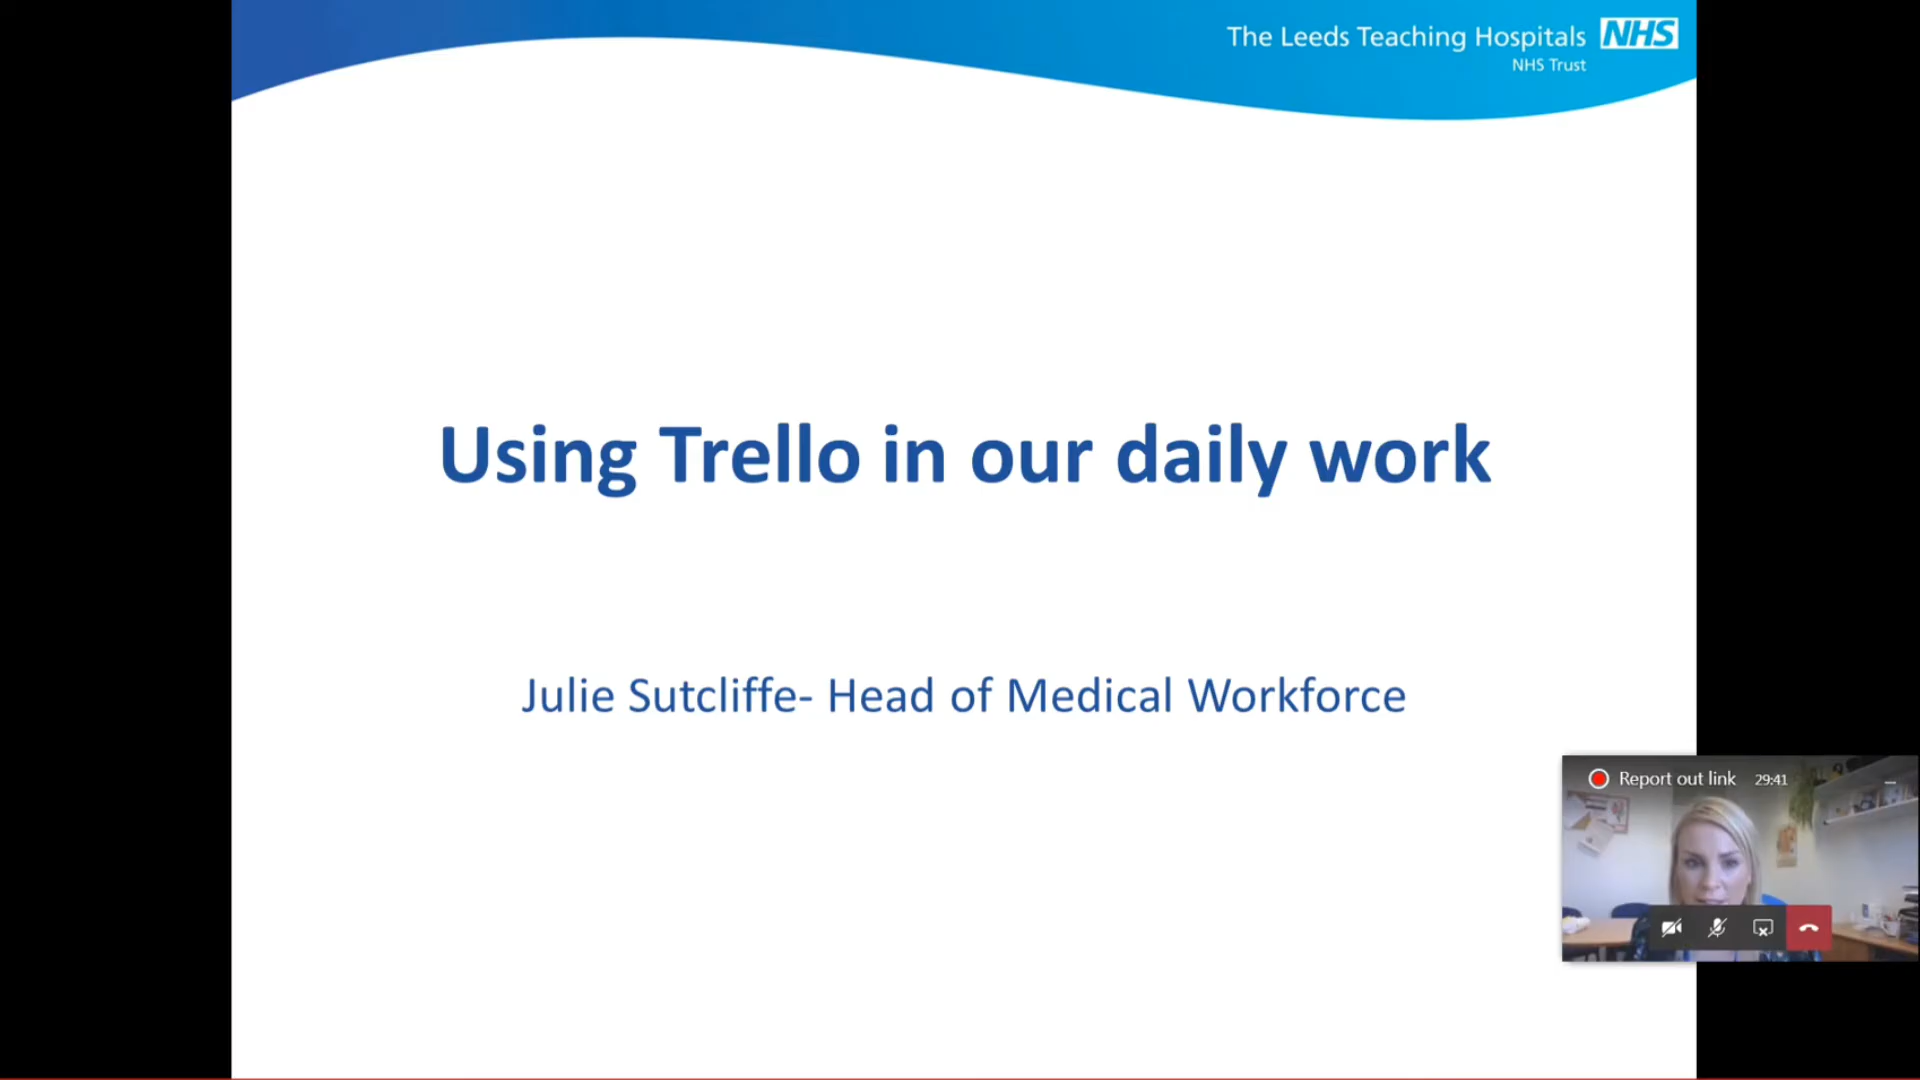 The Leeds Teaching Hospitals NHS
NHS Trust
Using Trello in our daily work
Julie Sutcliffe- Head of Medical Workforce
Report out link 29:41